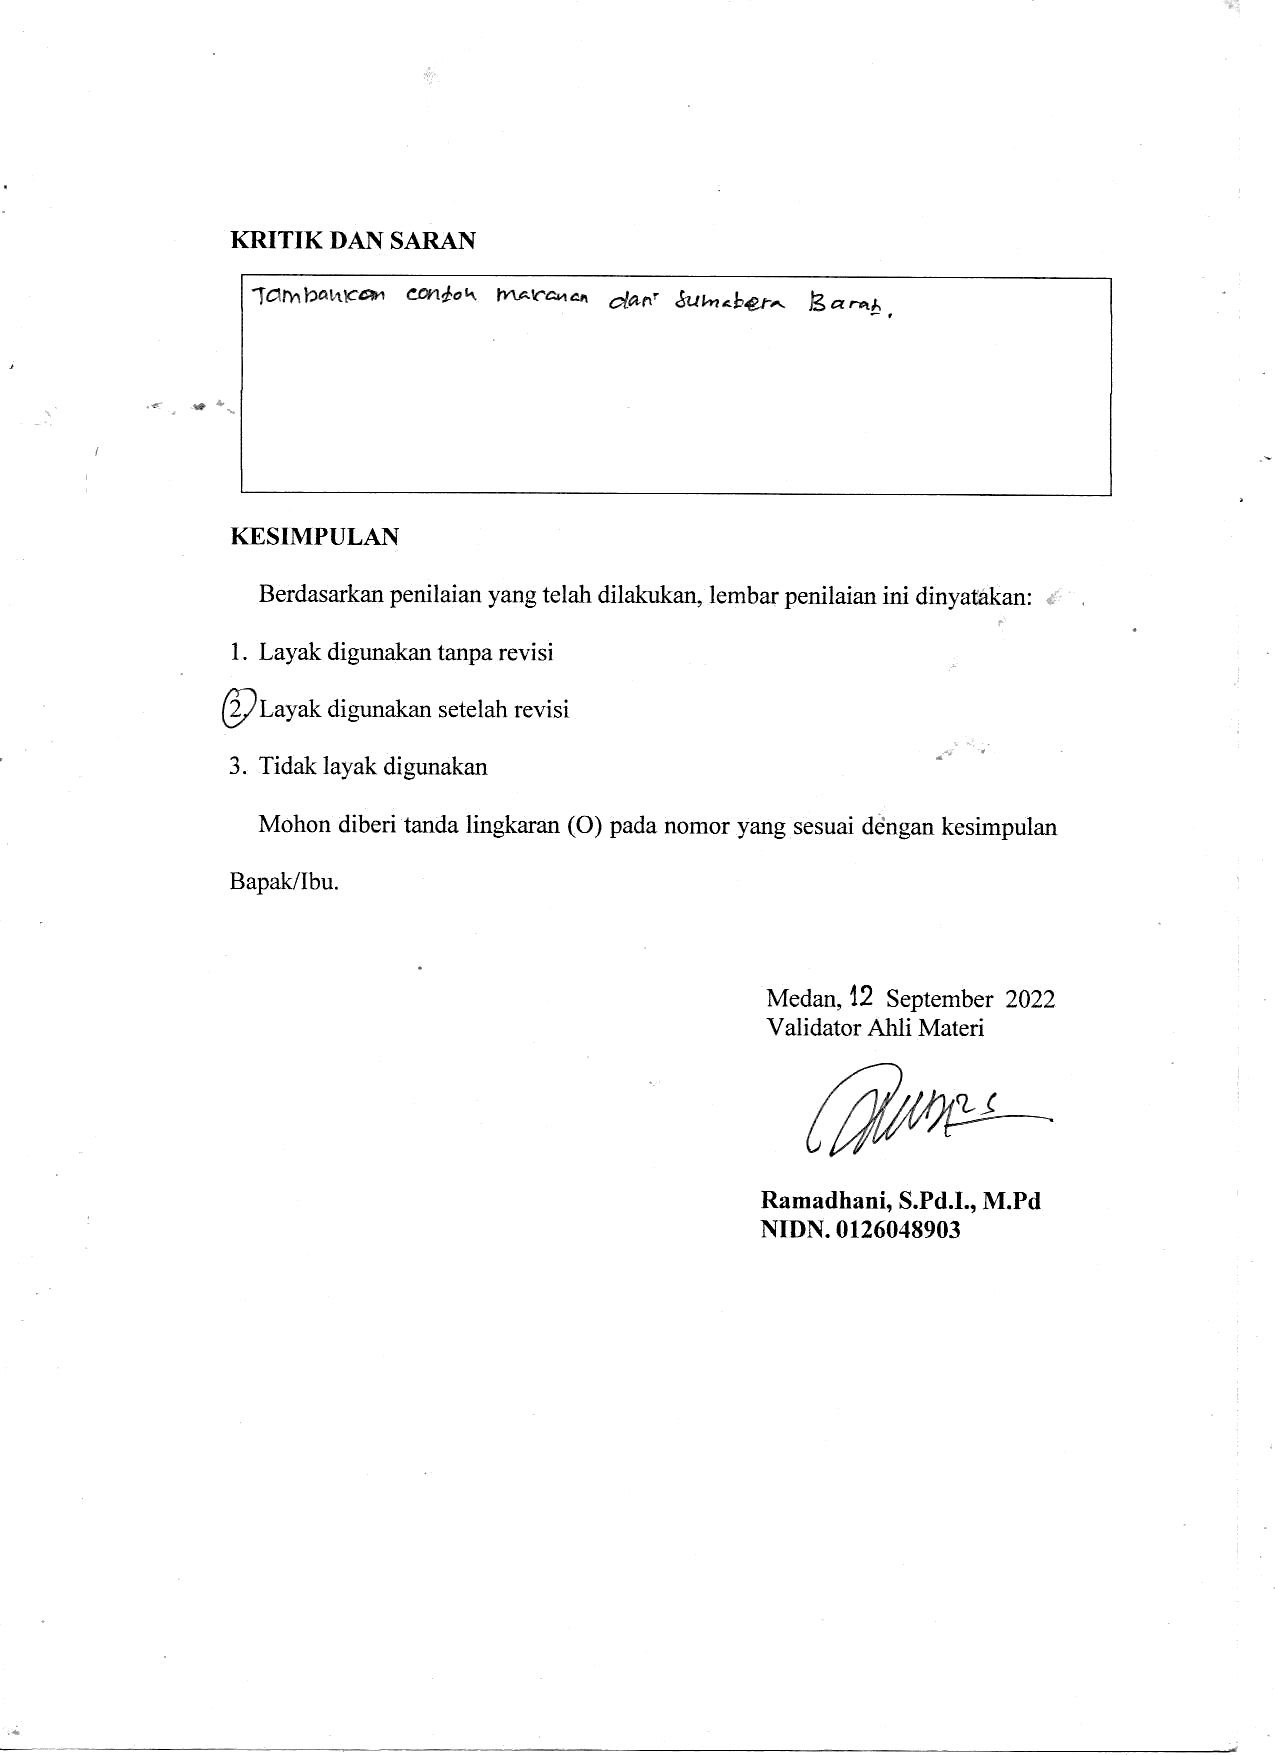 KRITIK DAN SARAN
Tambahkan contoh makanan dari Sumatera Barat.
KESIMPULAN
Berdasarkan penilaian yang telah dilakukan, lembar penilaian ini dinyatakan:
1. Layak digunakan tanpa revisi
2. Layak digunakan setelah revisi
3. Tidak layak digunakan
Mohon diberi tanda lingkaran (O) pada nomor yang sesuai dengan kesimpulan
Bapak/Ibu.
Medan, 12 September 2022
Validator Ahli Materi
Ramadhani, S.Pd.I., M.Pd
NIDN. 0126048903